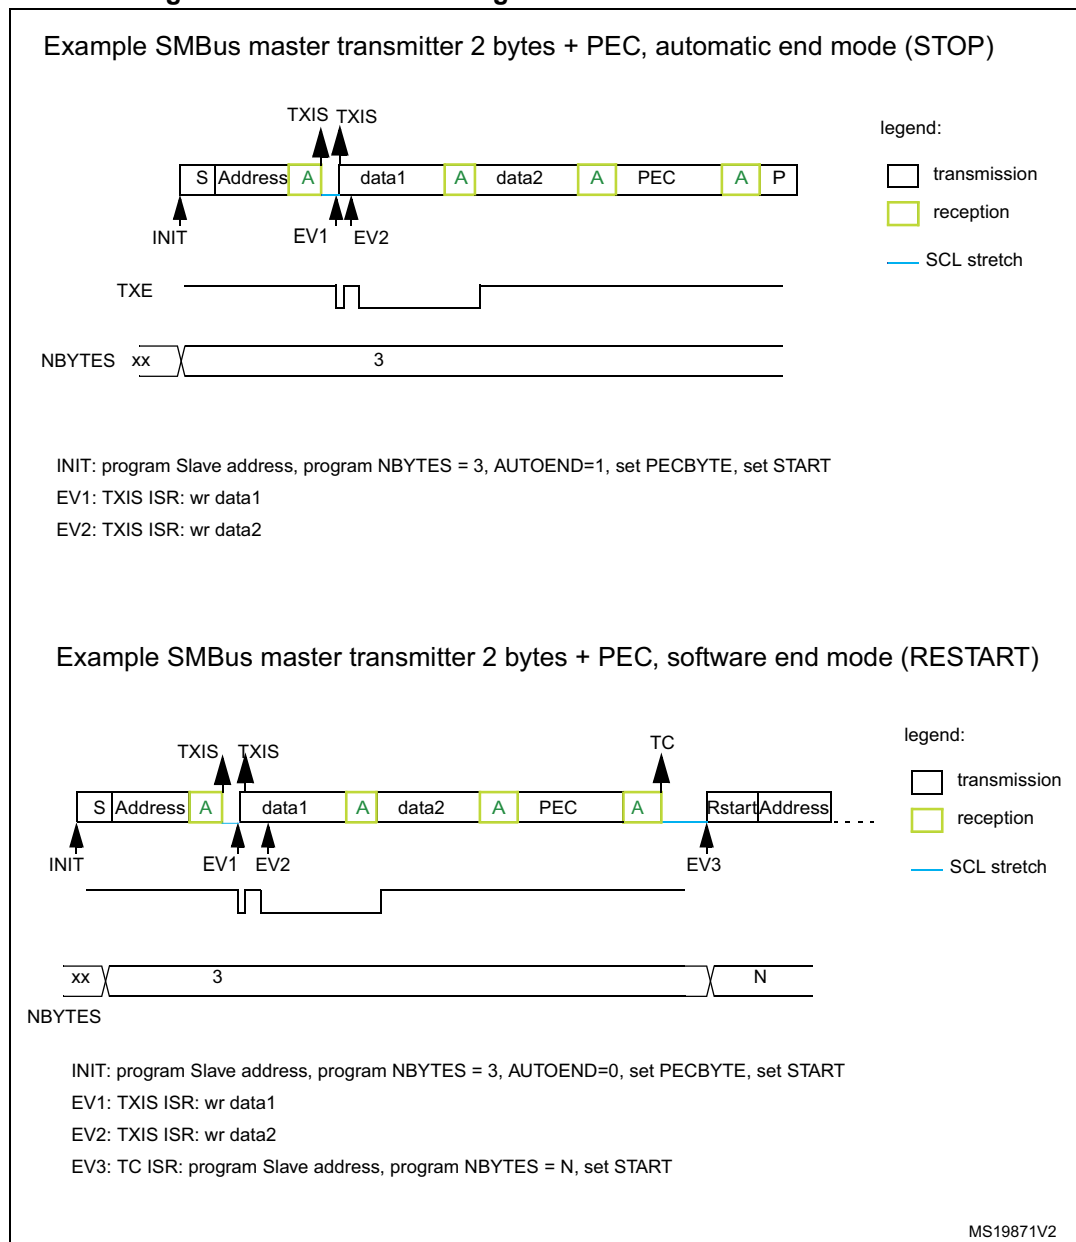 Example SMBus master transmitter 2 bytes + PEC, automatic end mode (STOP)
TXIS TXIS
legend:
S Address A data1 A data2 A PEC A P
transmission
reception
INIT EV1 EV2
SCL stretch
TXE
NBYTES xx 3
INIT: program Slave address, program NBYTES = 3, AUTOEND=1, set PECBYTE, set START
EV1: TXIS ISR: wr data1
EV2: TXIS ISR: wr data2
Example SMBus master transmitter 2 bytes + PEC, software end mode (RESTART)
TXIS TXIS TC
legend:
transmission
S Address A data1 A data2 A PEC A Rstart Address
reception
INIT EV1 EV2 EV3
SCL stretch
xx 3 N
NBYTES
INIT: program Slave address, program NBYTES = 3, AUTOEND=0, set PECBYTE, set START
EV1: TXIS ISR: wr data1
EV2: TXIS ISR: wr data2
EV3: TC ISR: program Slave address, program NBYTES = N, set START
MS19871V2